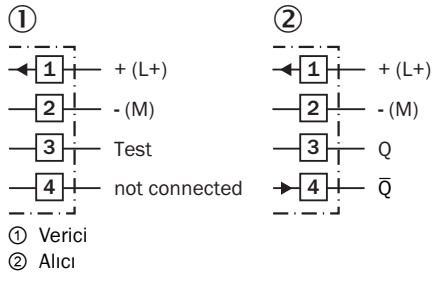 ① ②
1 + (L+) 1 + (L+)
2 - (M) 2 - (M)
3 Test 3 Q
4 not connected 4 Q̅
① Verici
② Alıcı